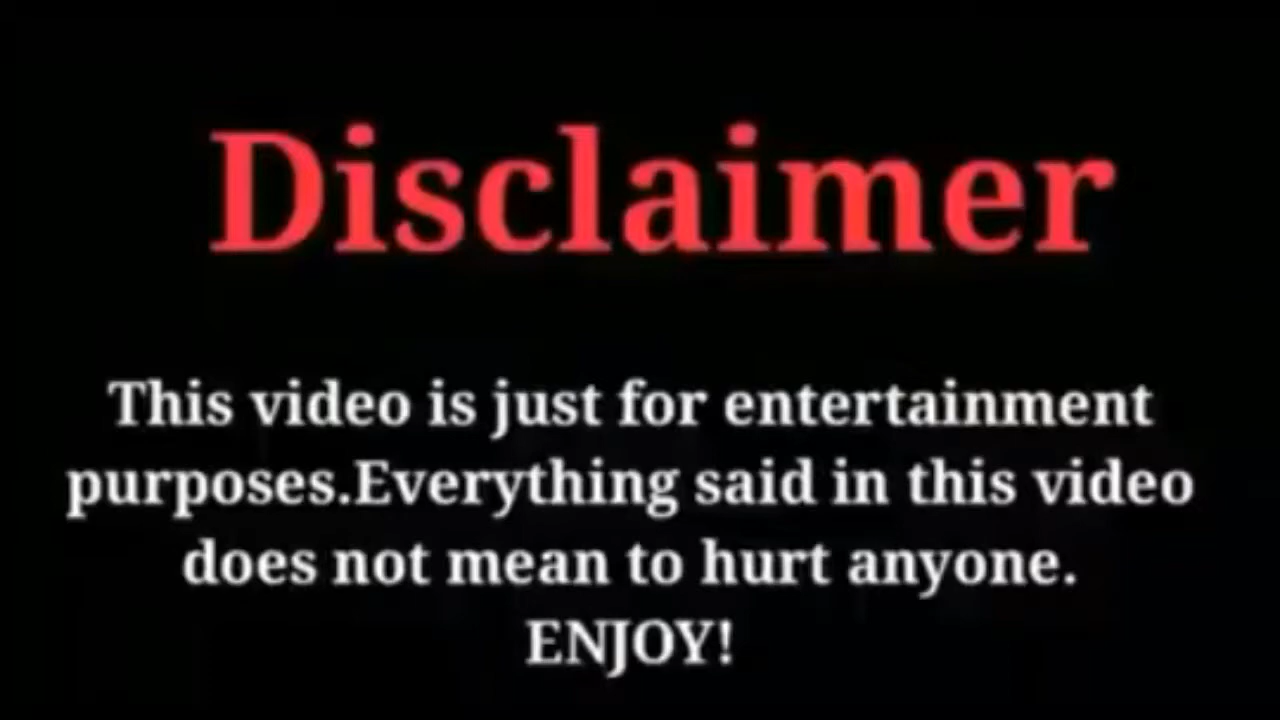 Disclaimer
This video is just for entertainment
purposes.Everything said in this video
does not mean to hurt anyone.
ENJOY!